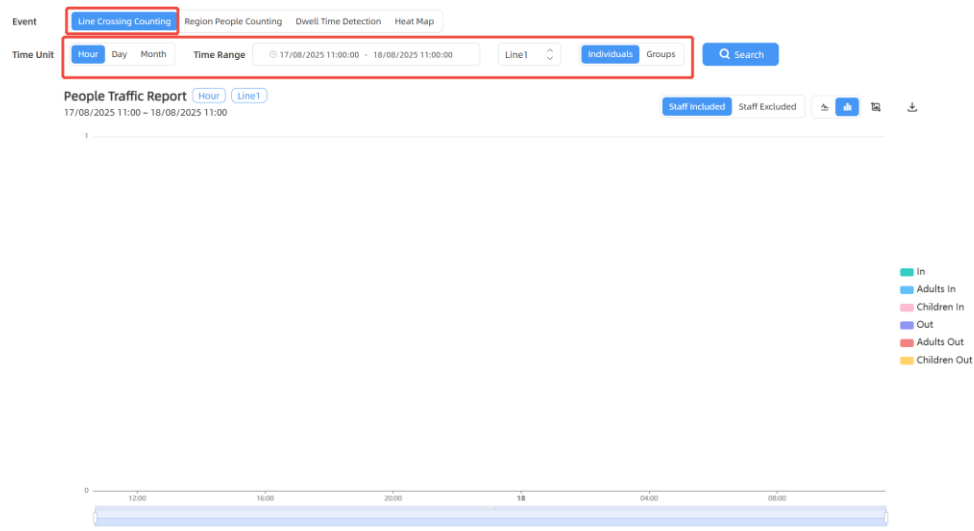 Event Line Crossing Counting Region People Counting Dwell Time Detection Heat Map
Time Unit Hour Day Month Time Range 17/08/2025 11:00:00 - 18/08/2025 11:00:00 Line1 Individuals Groups Search
People Traffic Report Hour Line1
17/08/2025 11:00 ~ 18/08/2025 11:00
Staff Included Staff Excluded
1
In
Adults In
Children In
Out
Adults Out
Children Out
0
12:00 16:00 20:00 18 04:00 08:00